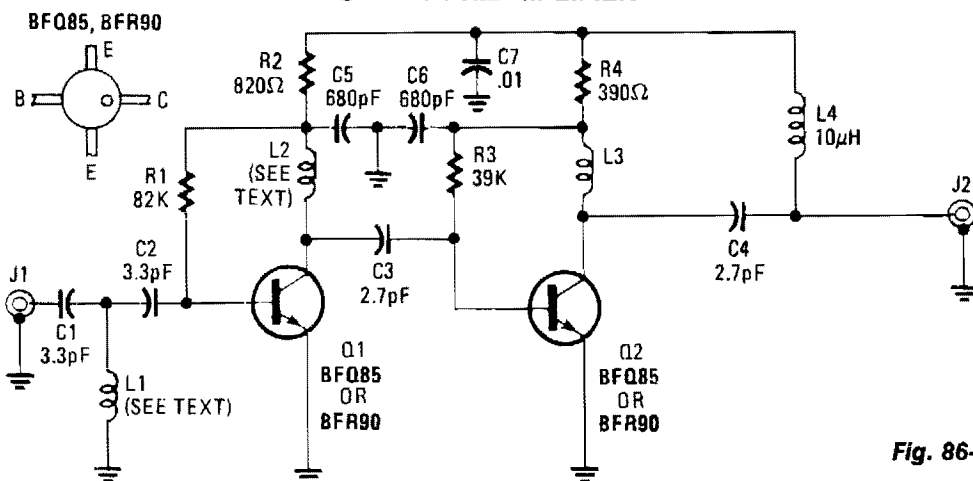 BFQ85, BFR90
E
B
C
E
R2
820Ω
C5
680pF
C6
680pF
C7
.01
R4
390Ω
L4
10µH
R1
82K
L2
(SEE
TEXT)
R3
39K
L3
J2
J1
C2
3.3pF
C3
2.7pF
C4
2.7pF
C1
3.3pF
L1
(SEE TEXT)
Q1
BFQ85
OR
BFR90
Q2
BFQ85
OR
BFR90
Fig. 86-